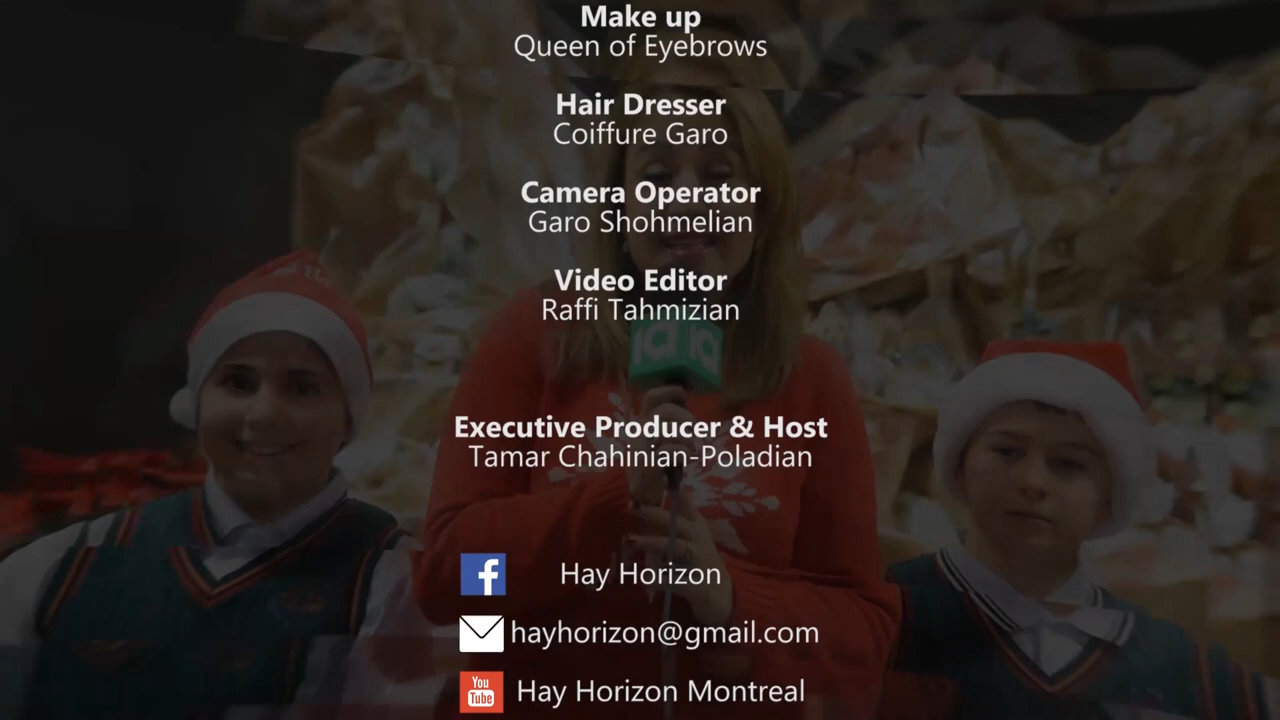 Make up
Queen of Eyebrows
Hair Dresser
Coiffure Garo
Camera Operator
Garo Shohmelian
Video Editor
Raffi Tahmizian
Executive Producer & Host
Tamar Chahinian-Poladian
Hay Horizon
hayhorizon@gmail.com
You
Tube
Hay Horizon Montreal